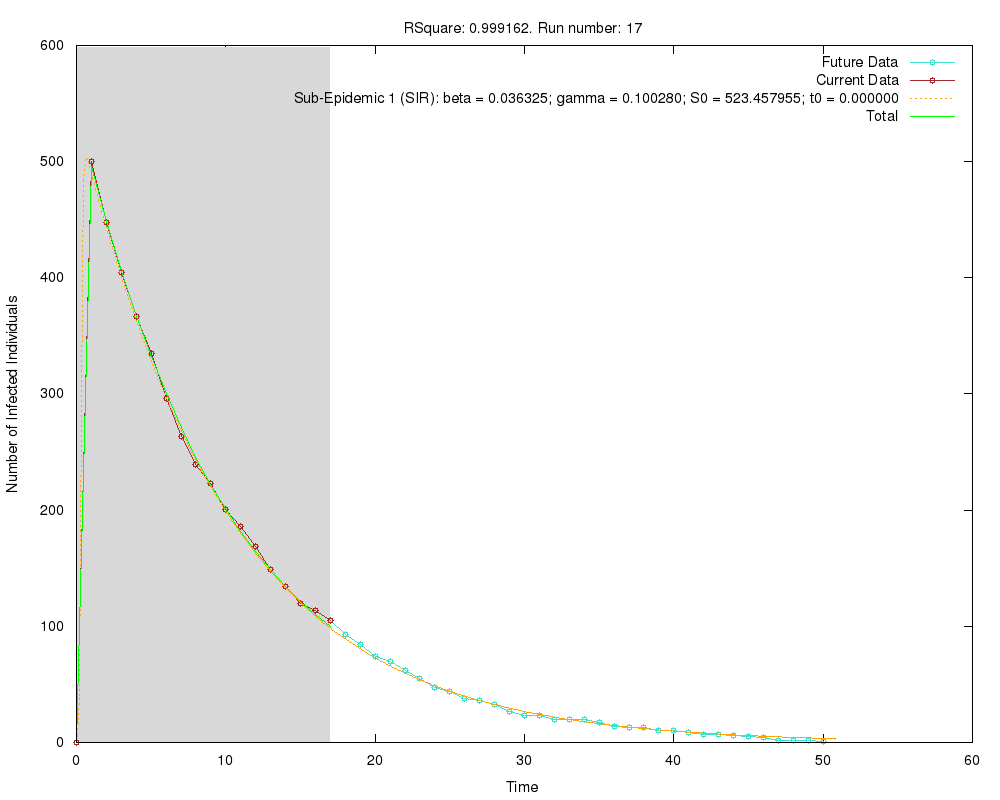 RSquare: 0.999162. Run number: 17
600
500
400
300
200
100
0
Number of Infected Individuals
Future Data
Current Data
Sub-Epidemic 1 (SIR): beta = 0.036325; gamma = 0.100280; S0 = 523.457955; t0 = 0.000000
Total
0 10 20 30 40 50 60
Time